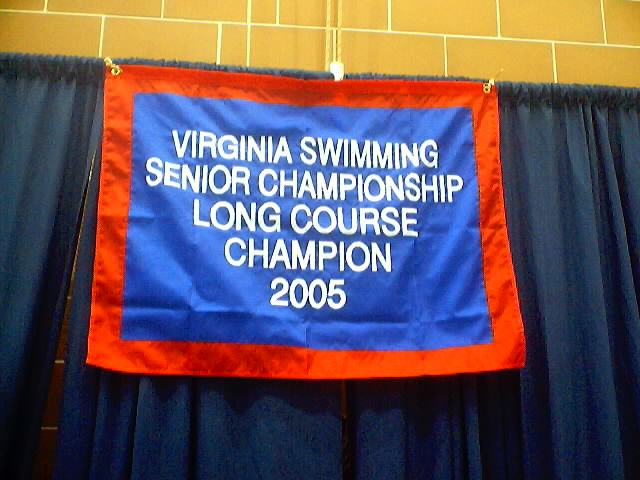 VIRGINIA SWIMMING
SENIOR CHAMPIONSHIP
LONG COURSE
CHAMPION
2005